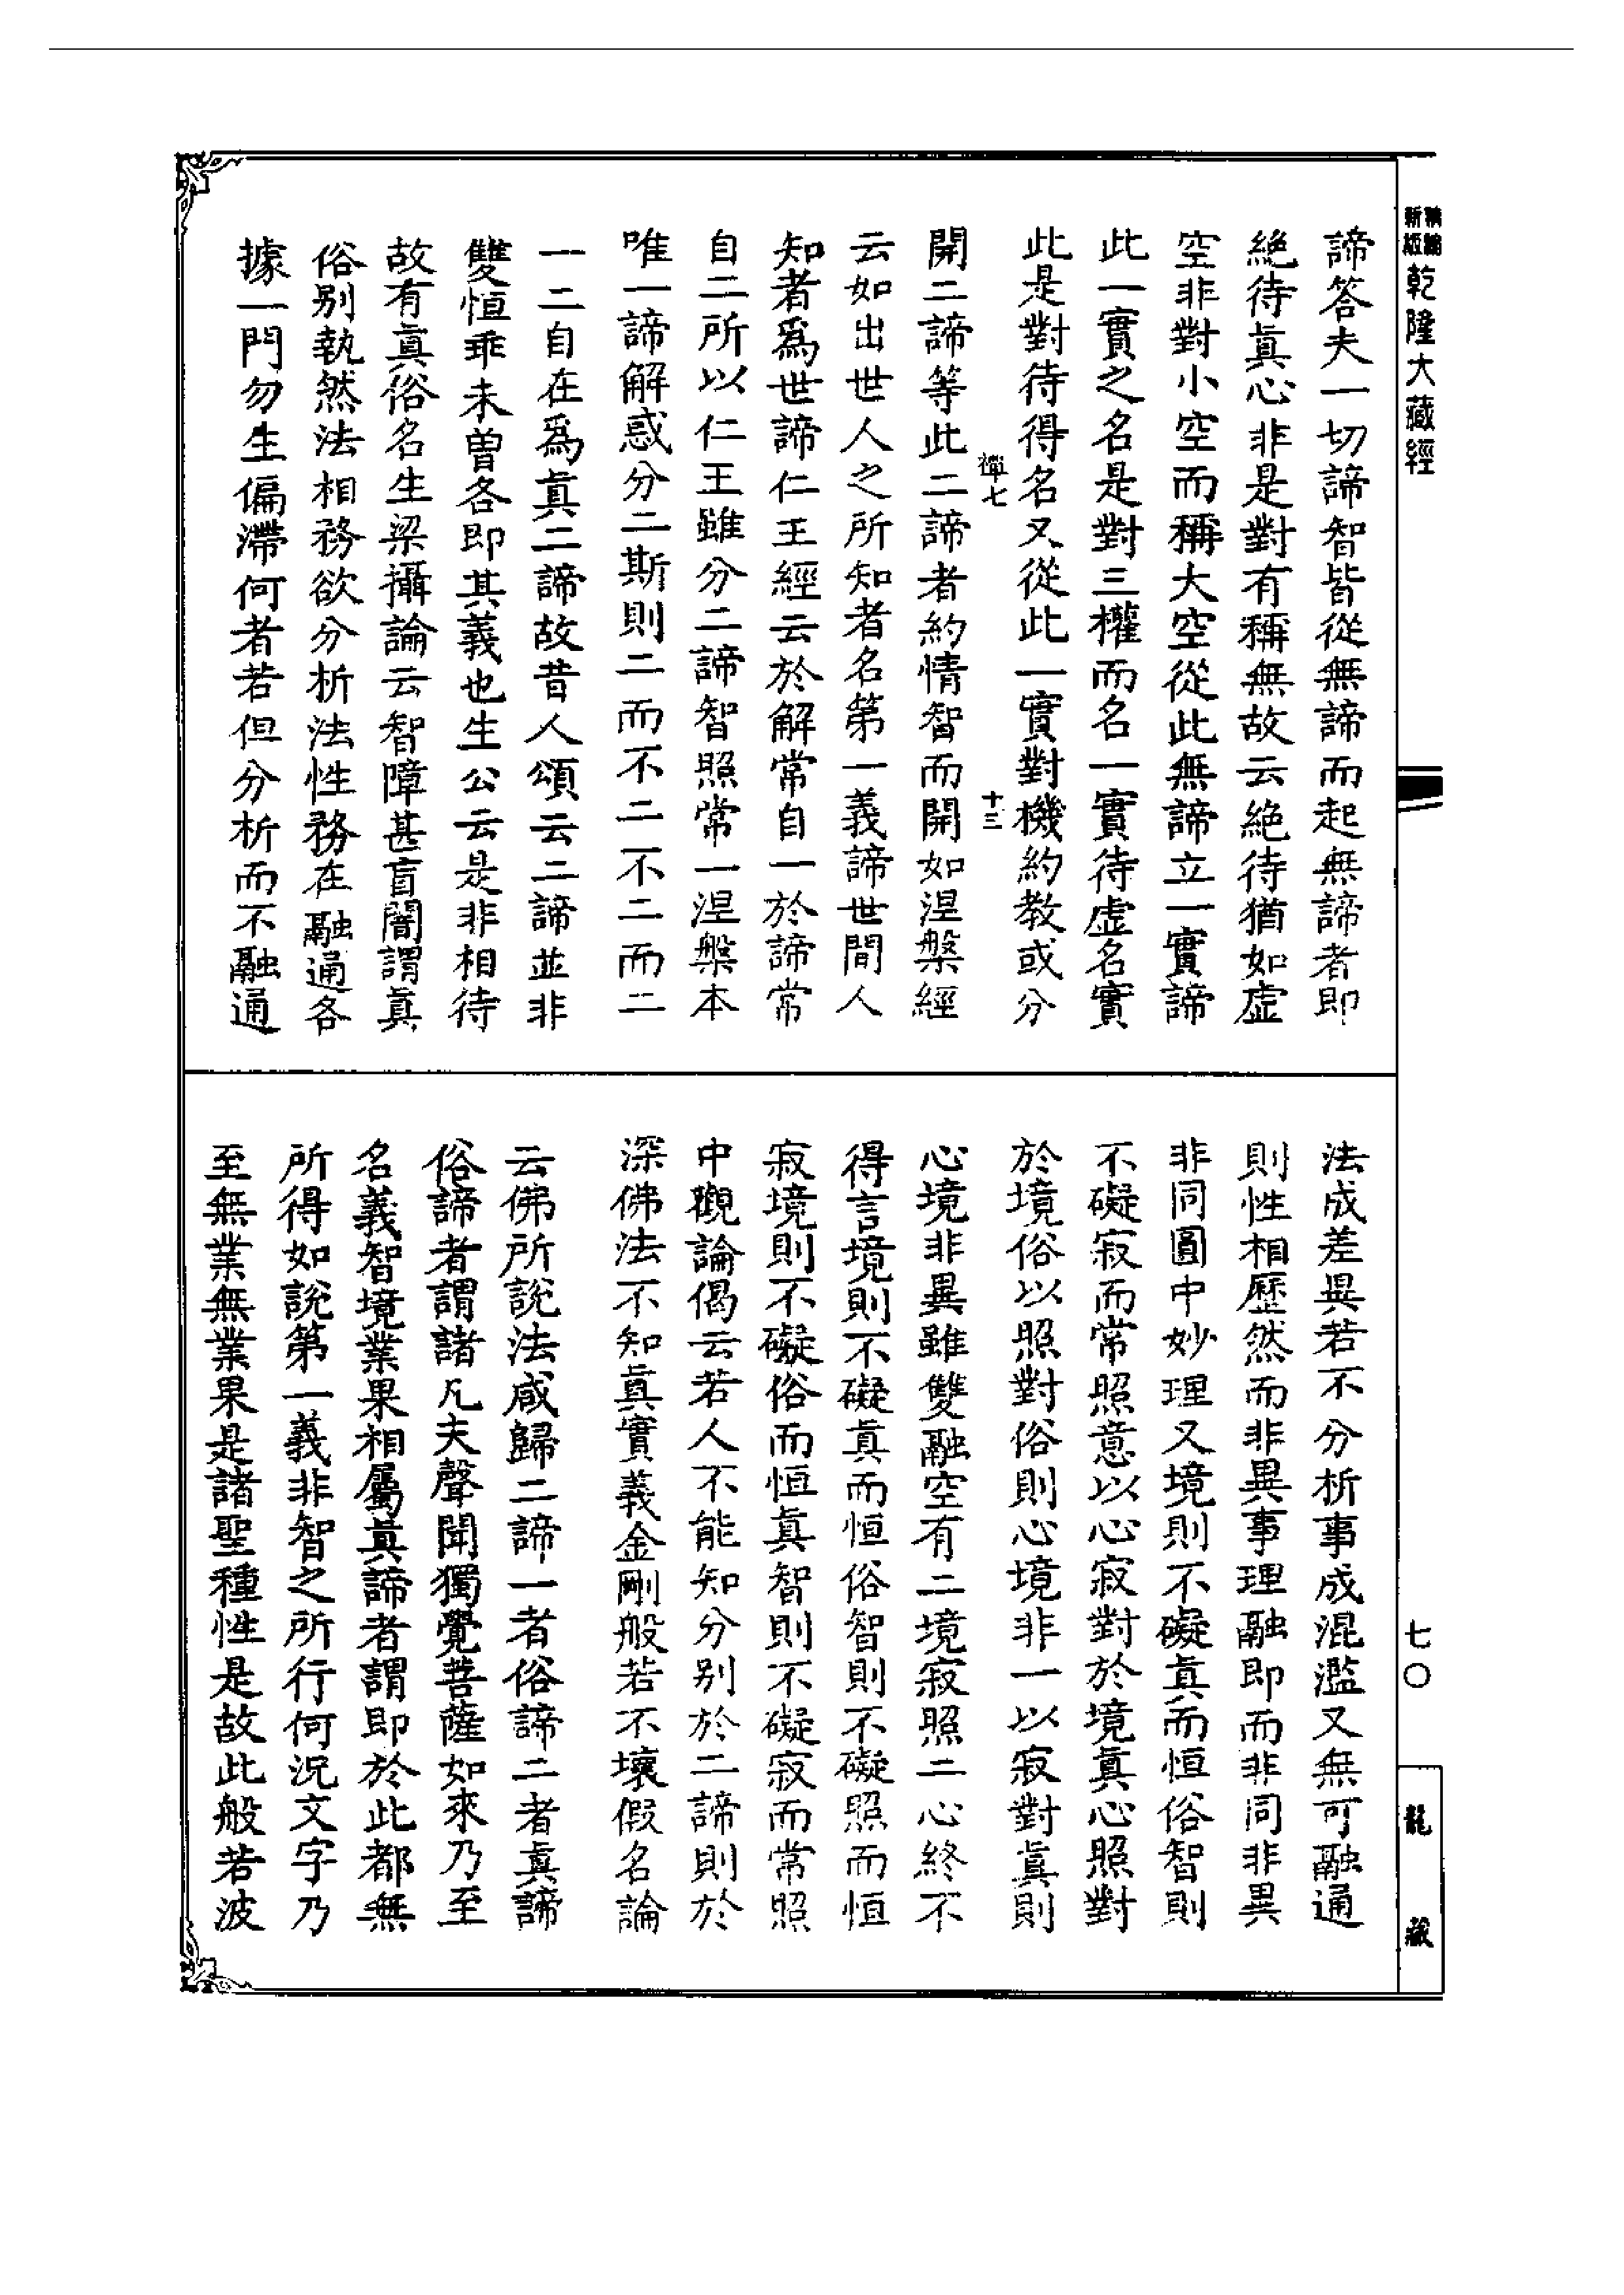 新編縮版乾隆大藏經
諦答夫一切諦智皆從無諦而起無諦者即
絕待真心非是對有稱無故云絕待猶如虛
空非對小空而稱大空從此無諦立一實諦
此一實之名是對三權而名一實待虛名實
此是對待得名又從此一實對機約教或分
禪七
十三
開二諦等此二諦者約情智而開如涅槃經
云如出世人之所知者名第一義諦世間人
知者爲世諦仁王經云於解常自一於諦常
自二所以仁王雖分二諦智照常一涅槃本
唯一諦解惑分二斯則二而不二不二而二
一二自在爲真二諦故昔人頌云二諦並非
雙恒乖未曾各即其義也生公云是非相待
故有真俗名生梁攝論云智障甚盲闇謂真
俗别執然法相務欲分析法性務在融通各
據一門勿生偏滯何者若但分析而不融通
法成差異若不分析事成混濫又無可融通
則性相歷然而非異事理融即而非同非異
非同圓中妙理又境則不礙真而恒俗智則
不礙寂而常照意以心寂對於境真心照對
於境俗以照對俗則心境非一以寂對真則
心境非異雖雙融空有二境寂照二心終不
得言境則不礙真而恒俗智則不礙照而恒
寂境則不礙俗而恒真智則不礙寂而常照
中觀論偈云若人不能知分别於二諦則於
深佛法不知真實義金剛般若不壞假名論
云佛所說法咸歸二諦一者俗諦二者真諦
俗諦者謂諸凡夫聲聞獨覺菩薩如來乃至
名義智境業果相屬真諦者謂即於此都無
所得如說第一義非智之所行何況文字乃
至無業無業果是諸聖種性是故此般若波
七〇
龍藏